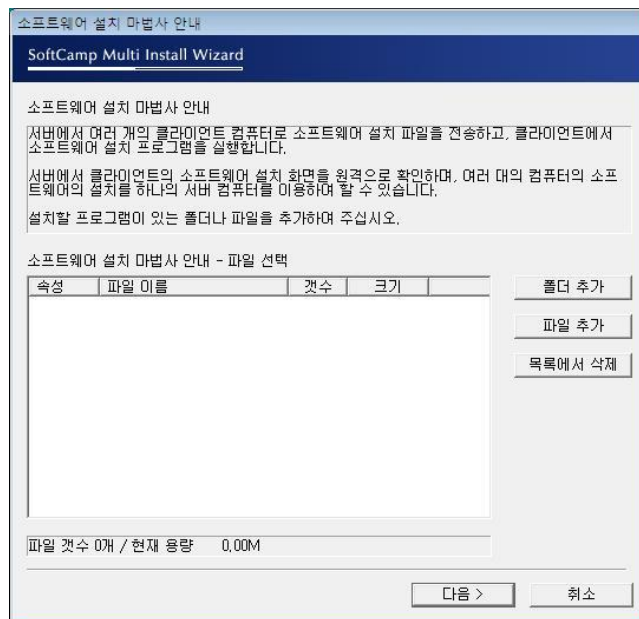 소프트웨어 설치 마법사 안내
SoftCamp Multi Install Wizard
소프트웨어 설치 마법사 안내
서버에서 여러 개의 클라이언트 컴퓨터로 소프트웨어 설치 파일을 전송하고, 클라이언트에서
소프트웨어 설치 프로그램을 실행합니다.
서버에서 클라이언트의 소프트웨어 설치 화면을 원격으로 확인하며, 여러 대의 컴퓨터의 소프
트웨어의 설치를 하나의 서버 컴퓨터를 이용하여 할 수 있습니다.
설치할 프로그램이 있는 폴더나 파일을 추가하여 주십시오.
소프트웨어 설치 마법사 안내 - 파일 선택
속성 파일 이름 갯수 크기
폴더 추가
파일 추가
목록에서 삭제
파일 갯수 0개 / 현재 용량 0.00M
다음 > 취소